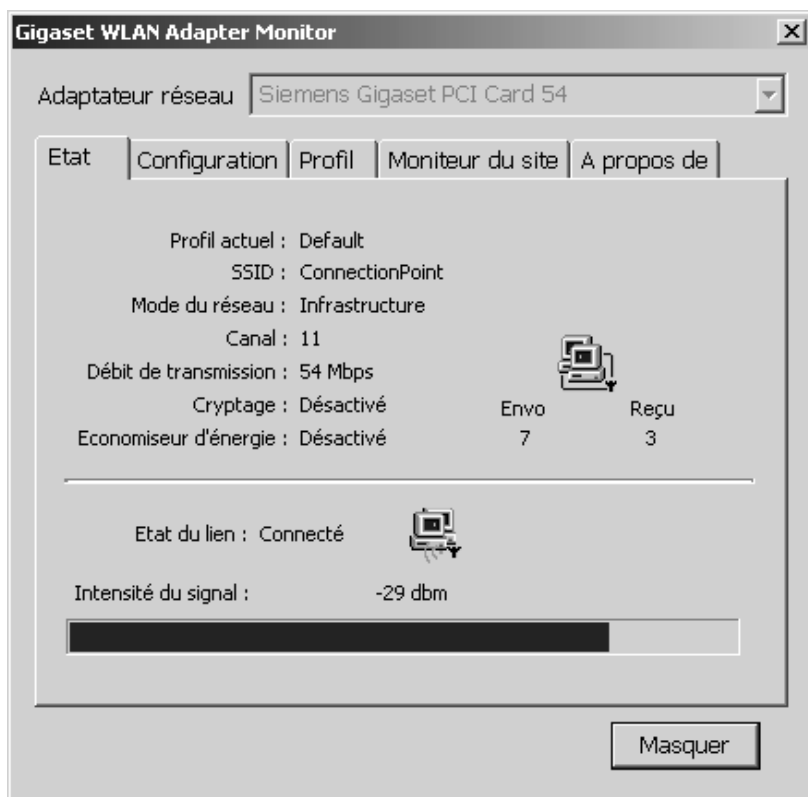 Gigaset WLAN Adapter Monitor
Adaptateur réseau Siemens Gigaset PCI Card 54
Etat Configuration Profil Moniteur du site A propos de
Profil actuel : Default
SSID : ConnectionPoint
Mode du réseau : Infrastructure
Canal : 11
Débit de transmission : 54 Mbps
Cryptage : Désactivé Envo Reçu
Economiseur d'énergie : Désactivé 7 3
Etat du lien : Connecté
Intensité du signal : -29 dbm
Masquer